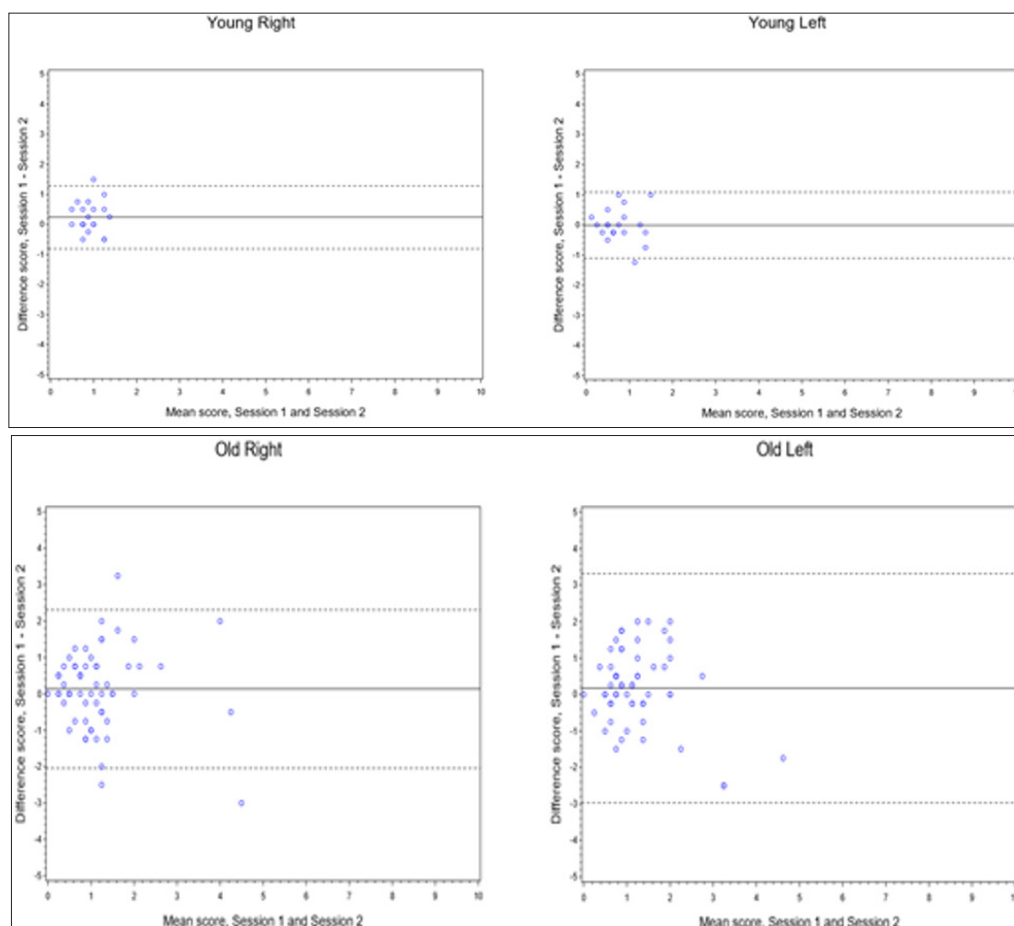 Young Right
Difference score, Session 1 - Session 2
5
4
3
2
1
0
-1
-2
-3
-4
-5
0 1 2 3 4 5 6 7 8 9 10
Mean score, Session 1 and Session 2
Young Left
Difference score, Session 1 - Session 2
5
4
3
2
1
0
-1
-2
-3
-4
-5
0 1 2 3 4 5 6 7 8 9 1
Mean score, Session 1 and Session 2
Old Right
Difference score, Session 1 - Session 2
5
4
3
2
1
0
-1
-2
-3
-4
-5
0 1 2 3 4 5 6 7 8 9 10
Mean score, Session 1 and Session 2
Old Left
Difference score, Session 1 - Session 2
5
4
3
2
1
0
-1
-2
-3
-4
-5
0 1 2 3 4 5 6 7 8 9 1
Mean score, Session 1 and Session 2